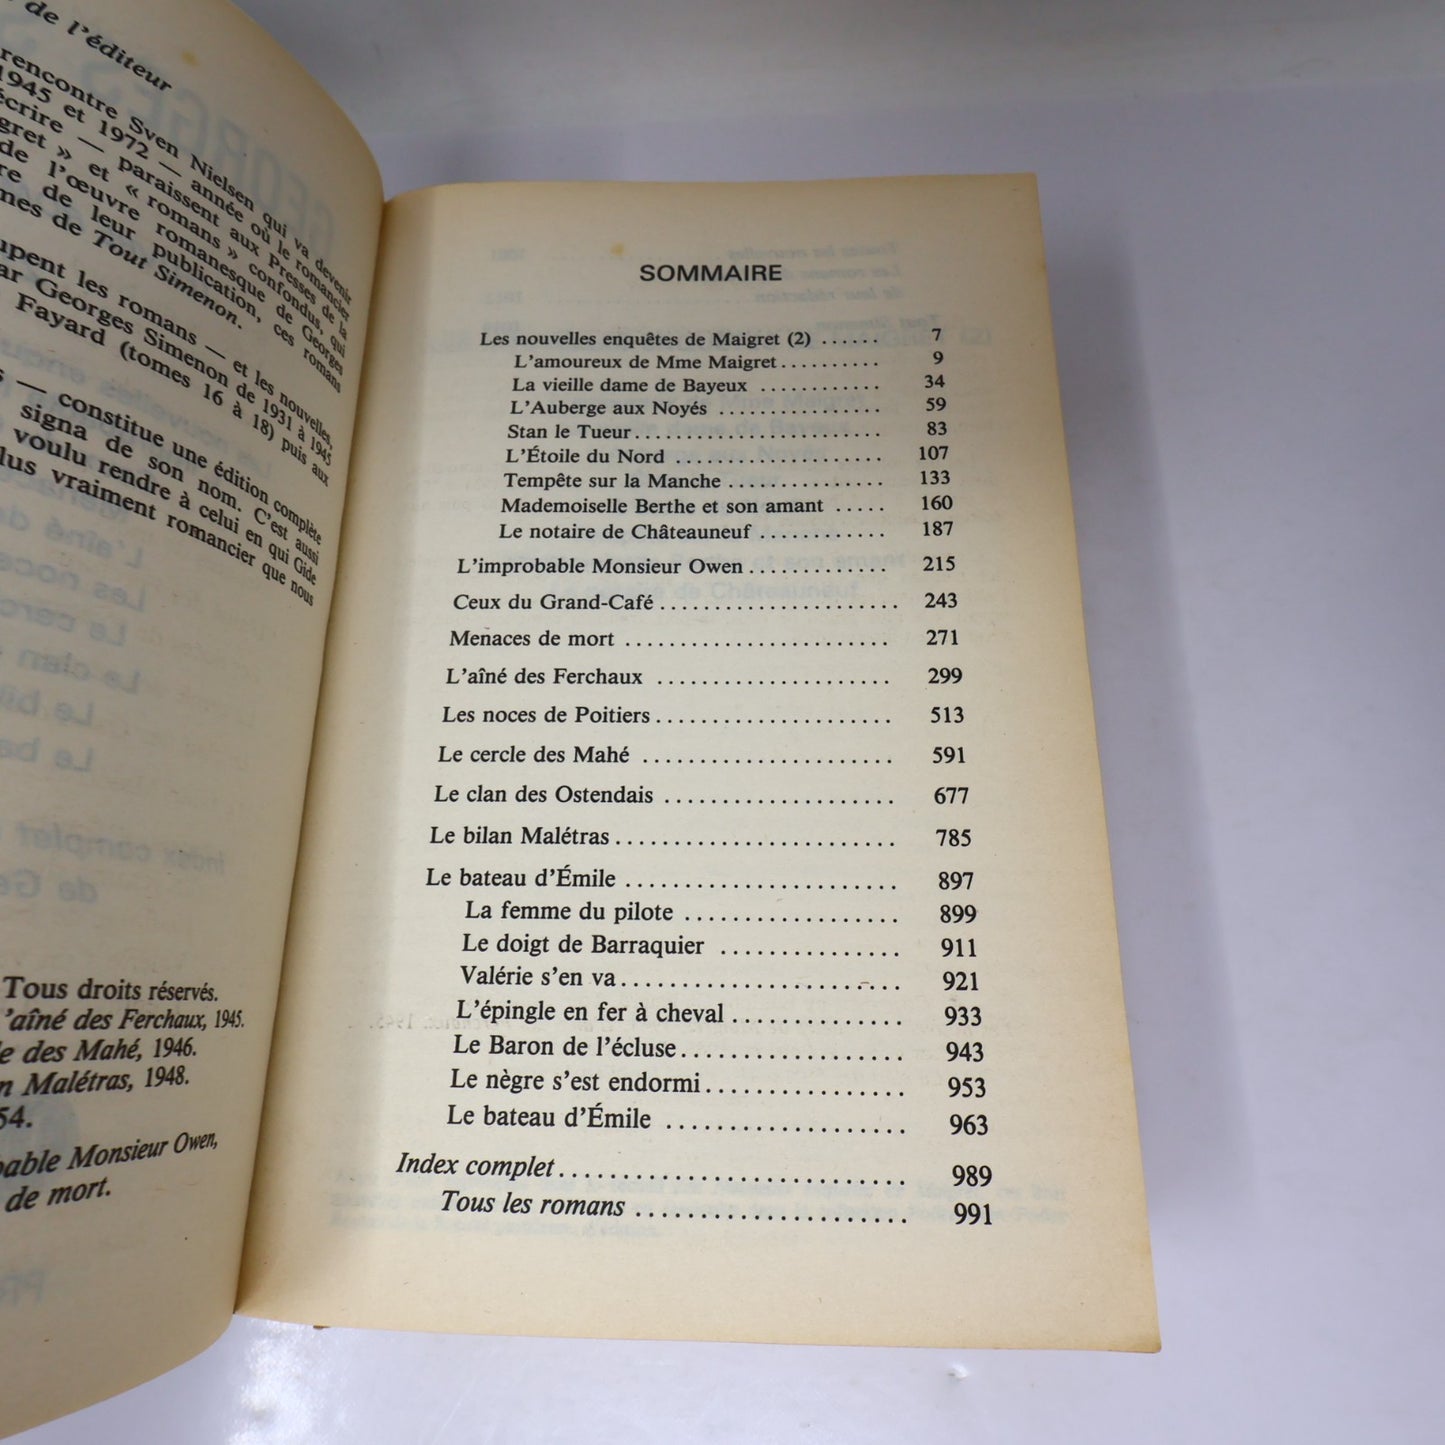 de l'éditeur
rencontre Sven Nielsen qui va devenir
1945 et 1972 — année où le romancier
écrire — paraissent aux Presses de la
» et « romans » confondus, qui
de l'œuvre romanesque de Georges
de leur publication, ces romans
de Tout Simenon.
les romans — et les nouvelles,
Georges Simenon de 1931 à 1945
Fayard (tomes 16 à 18) puis aux
— constitue une édition complète
signa de son nom. C'est aussi
voulu rendre à celui en qui Gide
vraiment romancier que nous
Tous droits réservés.
'aîné des Ferchaux, 1945.
des Mahé, 1946.
Malétras, 1948.
54.
Monsieur Owen,
de mort.
SOMMAIRE
Les nouvelles enquêtes de Maigret (2) ...... 7
L'amoureux de Mme Maigret ........... 9
La vieille dame de Bayeux ............ 34
L'Auberge aux Noyés ............... 59
Stan le Tueur ....................... 83
L'Étoile du Nord ................... 107
Tempête sur la Manche .............. 133
Mademoiselle Berthe et son amant ..... 160
Le notaire de Châteauneuf ............ 187
L'improbable Monsieur Owen ............. 215
Ceux du Grand-Café ...................... 243
Menaces de mort ........................ 271
L'aîné des Ferchaux ..................... 299
Les noces de Poitiers ..................... 513
Le cercle des Mahé ...................... 591
Le clan des Ostendais .................... 677
Le bilan Malétras ......................... 785
Le bateau d'Émile ........................ 897
La femme du pilote ................... 899
Le doigt de Barraquier ................ 911
Valérie s'en va ......................... 921
L'épingle en fer à cheval ............... 933
Le Baron de l'écluse .................... 943
Le nègre s'est endormi .................. 953
Le bateau d'Émile ..................... 963
Index complet ............................... 989
Tous les romans ........................ 991